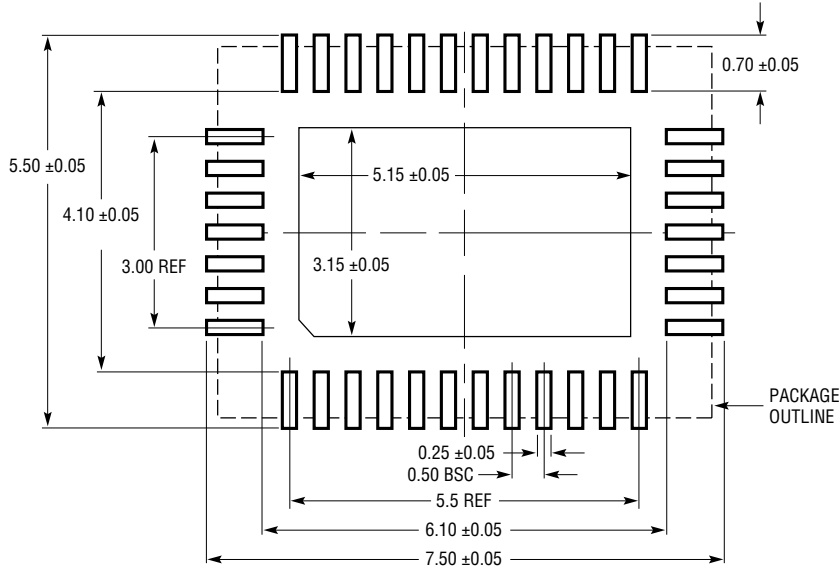 0.70 ±0.05
5.50 ±0.05
5.15 ±0.05
4.10 ±0.05
3.00 REF
3.15 ±0.05
PACKAGE
OUTLINE
0.25 ±0.05
0.50 BSC
5.5 REF
6.10 ±0.05
7.50 ±0.05